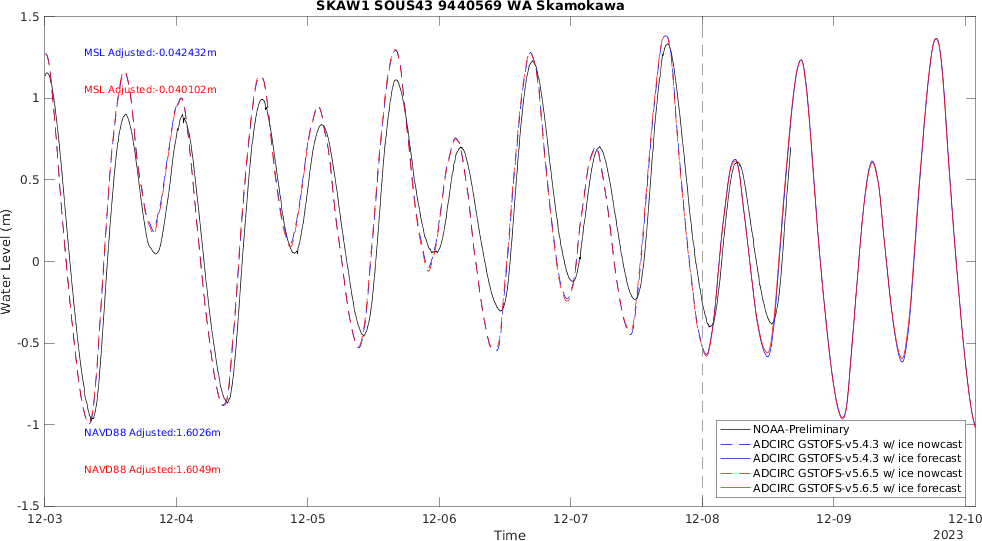 SKAW1 SOUS43 9440569 WA Skamokawa
1.5
MSL Adjusted:-0.042432m
MSL Adjusted:-0.040102m
1
0.5
Water Level (m)
0
-0.5
-1
NAVD88 Adjusted:1.6026m
NAVD88 Adjusted:1.6049m
-1.5
NOAA-Preliminary
ADCIRC GSTOFS-v5.4.3 w/ ice nowcast
ADCIRC GSTOFS-v5.4.3 w/ ice forecast
ADCIRC GSTOFS-v5.6.5 w/ ice nowcast
ADCIRC GSTOFS-v5.6.5 w/ ice forecast
12-03 12-04 12-05 12-06 12-07 12-08 12-09 12-10
Time
2023